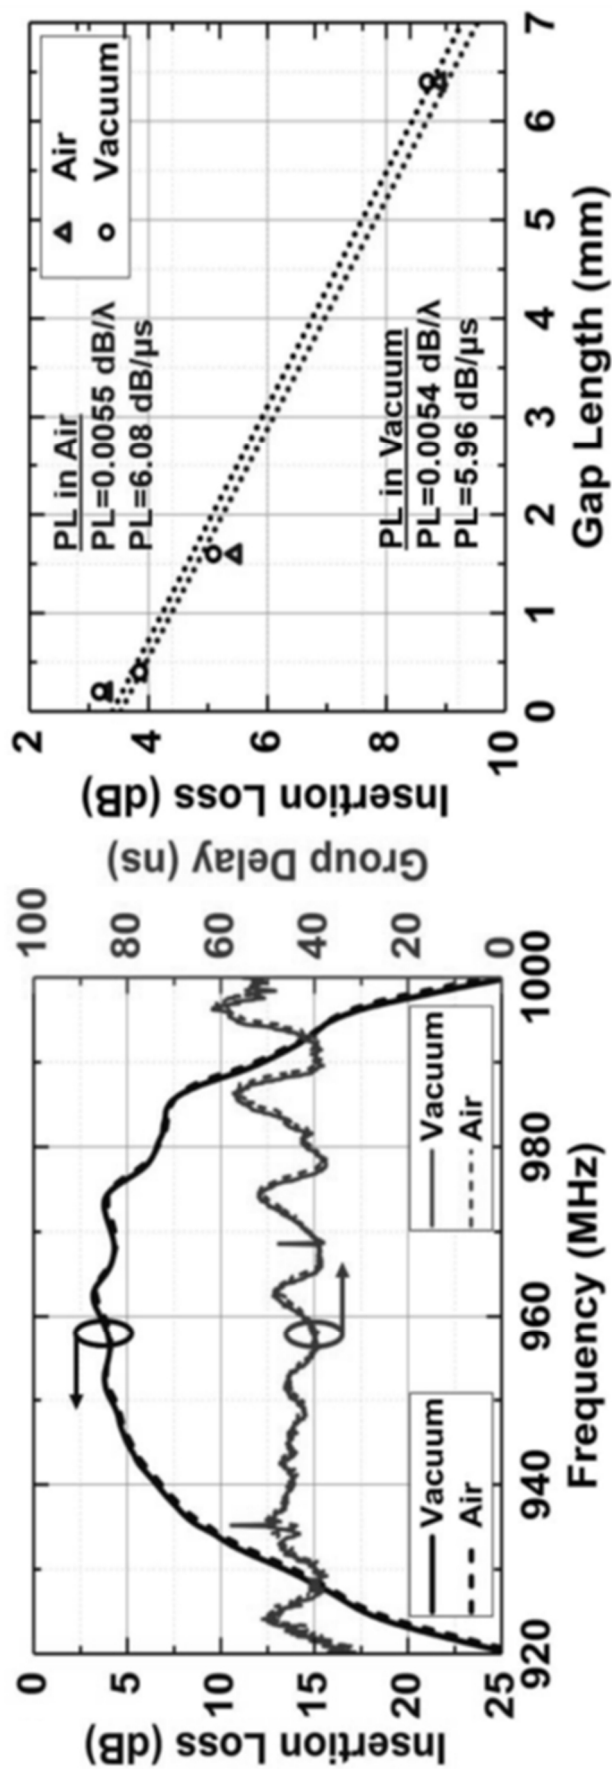 Insertion Loss (dB)
0
5
10
15
20
25
920
940
960
980
1000
Frequency (MHz)
Vacuum
Air
Vacuum
Air
100
80
60
40
20
0
Group Delay (ns)
Insertion Loss (dB)
2
4
6
8
10
0
1
2
3
4
5
6
7
Gap Length (mm)
PL in Air
PL=0.0055 dB/λ
PL=6.08 dB/μs
Air
Vacuum
PL in Vacuum
PL=0.0054 dB/λ
PL=5.96 dB/μs